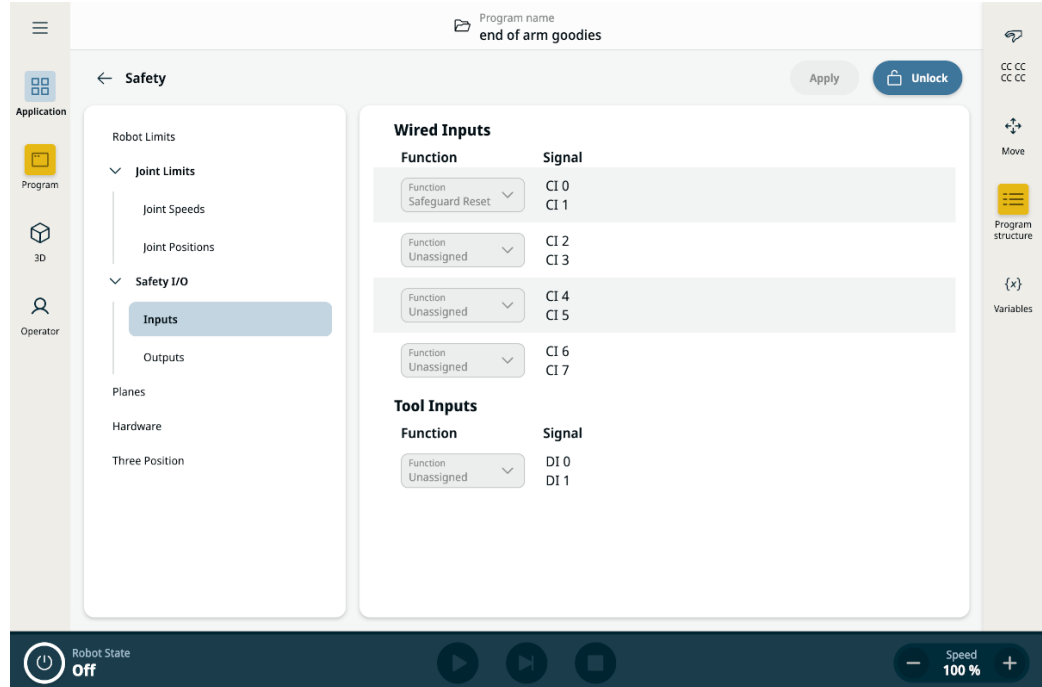 Program name
end of arm goodies
Safety
Apply
Unlock
Application
Program
3D
Operator
Robot Limits
Joint Limits
Joint Speeds
Joint Positions
Safety I/O
Inputs
Outputs
Planes
Hardware
Three Position
Wired Inputs
Function Signal
Function
Safeguard Reset
CI 0
CI 1
Function
Unassigned
CI 2
CI 3
Function
Unassigned
CI 4
CI 5
Function
Unassigned
CI 6
CI 7
Tool Inputs
Function Signal
Function
Unassigned
DI 0
DI 1
CC CC
CC CC
Move
Program
structure
{x}
Variables
Robot State
Off
Speed
100 %